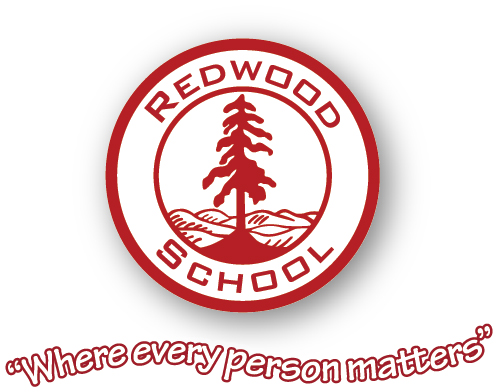 REDWOOD
SCHOOL
“Where every person matters”